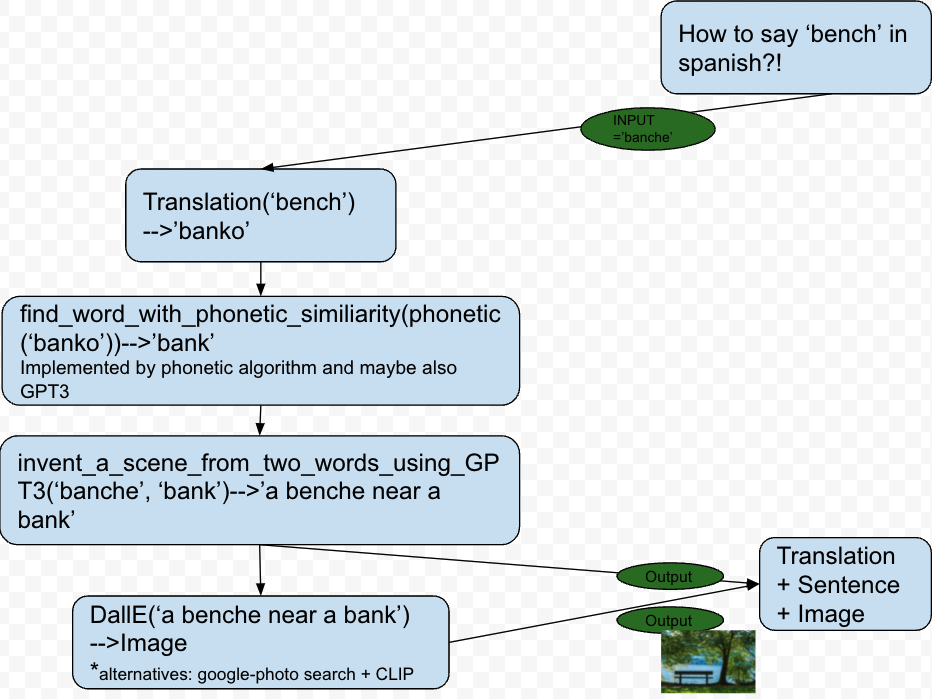 How to say ‘bench’ in
spanish?!
INPUT
=’banche’
Translation(‘bench’)
-->’banko’
find_word_with_phonetic_similiarity(phonetic
(‘banko’))-->’bank’
Implemented by phonetic algorithm and maybe also
GPT3
invent_a_scene_from_two_words_using_GP
T3(‘banche’, ‘bank’)-->’a benche near a
bank’
Output
Translation
+ Sentence
+ Image
DallE(‘a benche near a bank’)
-->Image
*alternatives: google-photo search + CLIP
Output